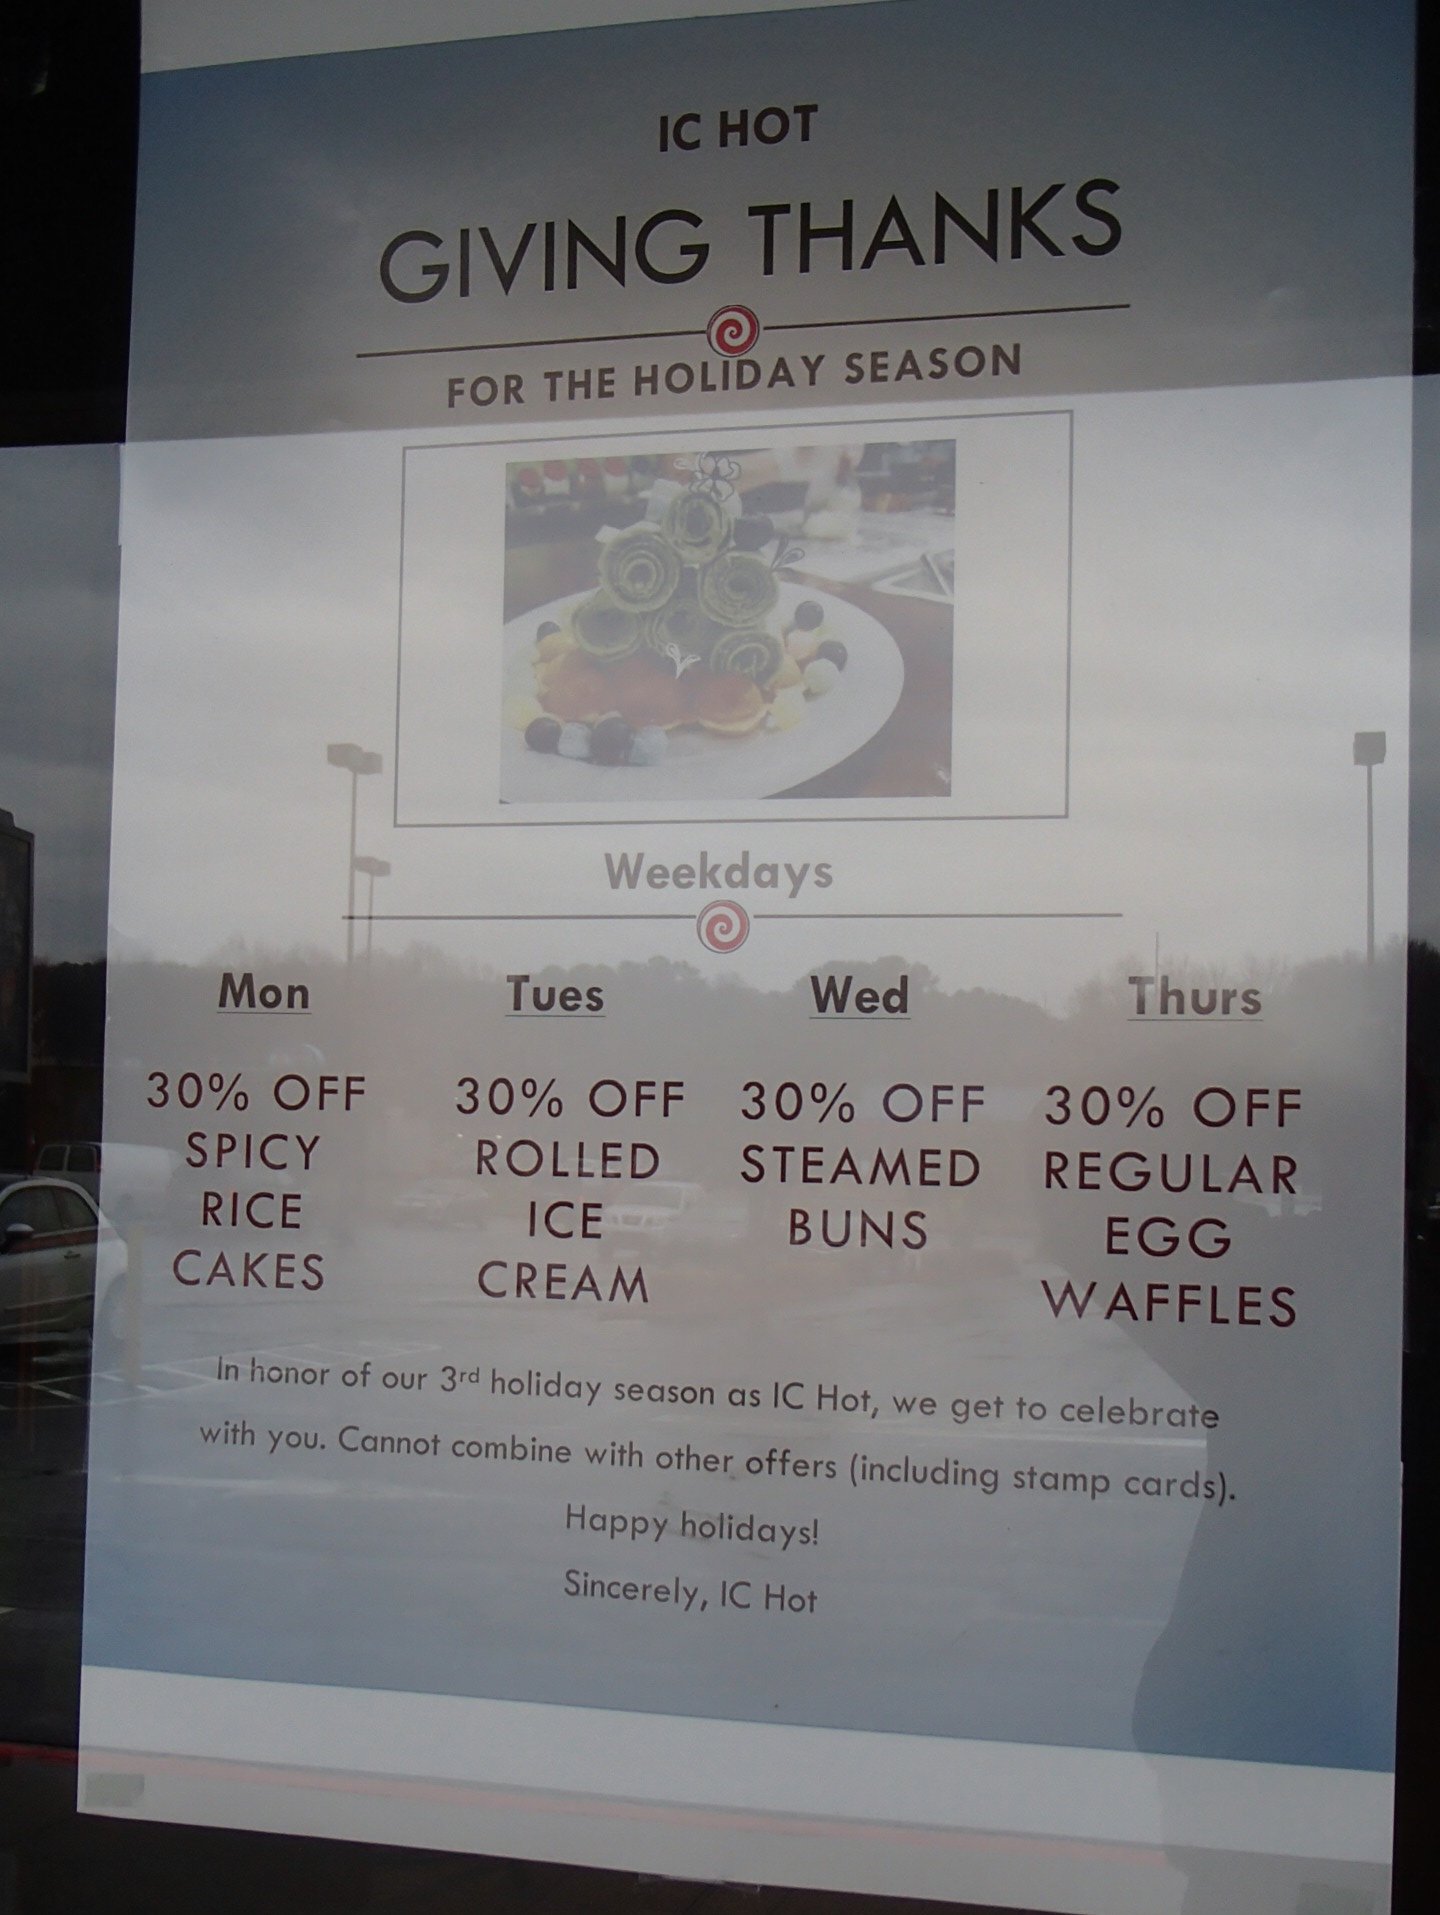 IC HOT
GIVING THANKS
FOR THE HOLIDAY SEASON
Weekdays
Mon
30% OFF
SPICY
RICE
CAKES
Tues
30% OFF
ROLLED
ICE
CREAM
Wed
30% OFF
STEAMED
BUNS
Thurs
30% OFF
REGULAR
EGG
WAFFLES
In honor of our 3rd holiday season as IC Hot, we get to celebrate
with you. Cannot combine with other offers (including stamp cards).
Happy holidays!
Sincerely, IC Hot